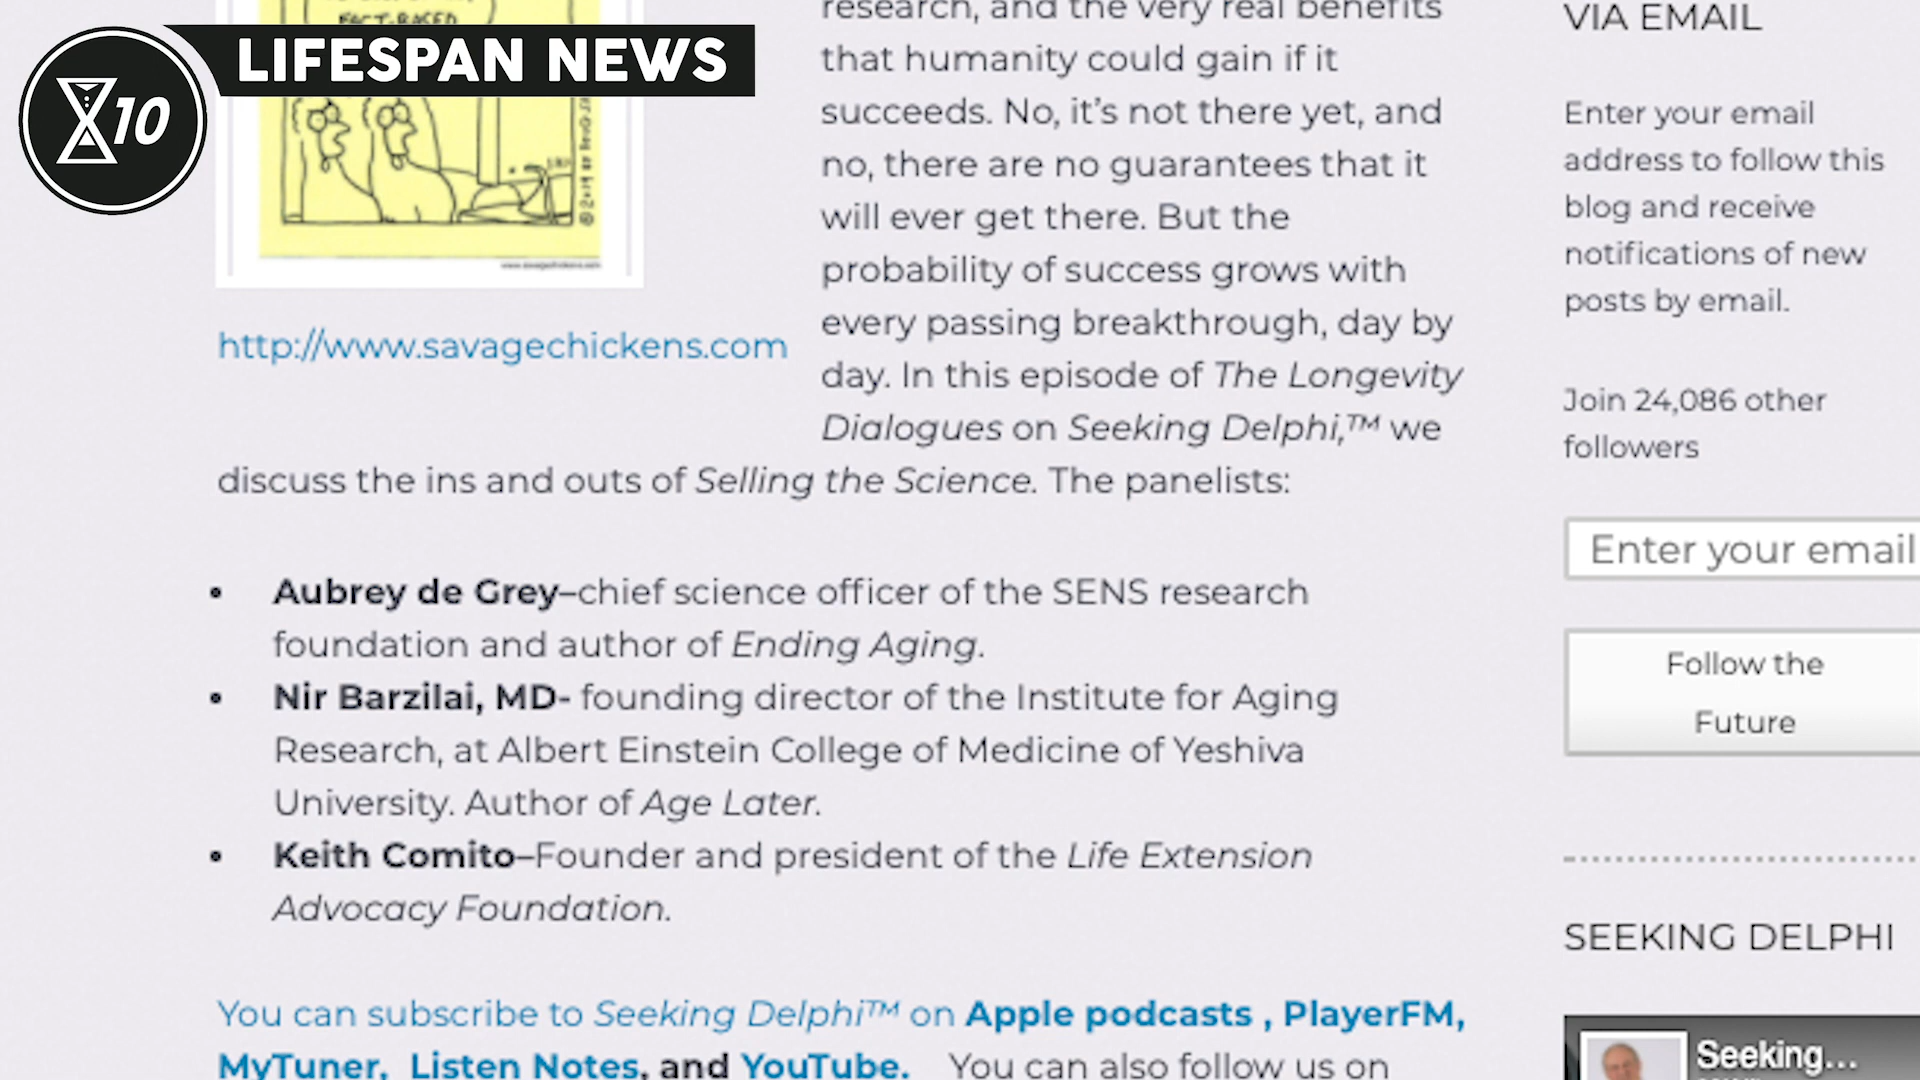 LIFESPAN NEWS
X10
FACT-BASED
www.savagechickens.com
http://www.savagechickens.com
research, and the very real benefits
that humanity could gain if it
succeeds. No, it’s not there yet, and
no, there are no guarantees that it
will ever get there. But the
probability of success grows with
every passing breakthrough, day by
day. In this episode of The Longevity
Dialogues on Seeking Delphi,™ we
discuss the ins and outs of Selling the Science. The panelists:
• Aubrey de Grey–chief science officer of the SENS research
foundation and author of Ending Aging.
• Nir Barzilai, MD- founding director of the Institute for Aging
Research, at Albert Einstein College of Medicine of Yeshiva
University. Author of Age Later.
• Keith Comito–Founder and president of the Life Extension
Advocacy Foundation.
You can subscribe to Seeking Delphi™ on Apple podcasts , PlayerFM,
MyTuner, Listen Notes, and YouTube. You can also follow us on
VIA EMAIL
Enter your email
address to follow this
blog and receive
notifications of new
posts by email.
Join 24,086 other
followers
Enter your email
Follow the
Future
SEEKING DELPHI
Seeking...